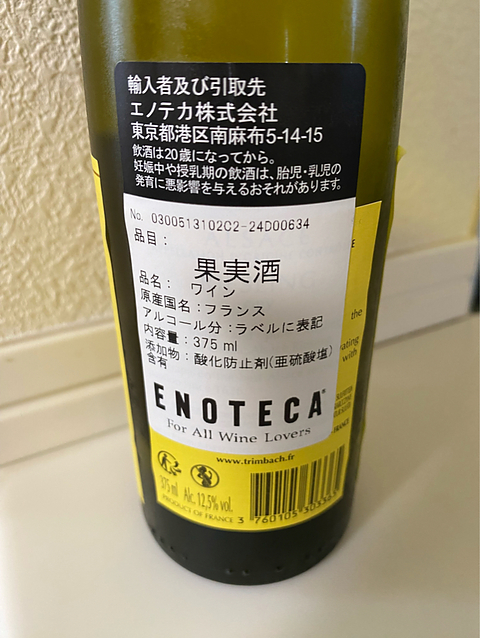 輸入者及び引取先
エノテカ株式会社
東京都港区南麻布5-14-15
飲酒は20歳になってから。
妊娠中や授乳期の飲酒は、胎児・乳児の
発育に悪影響を与えるおそれがあります。
No. 0300513102C2-24D00634
品目：
果実酒
品名： ワイン
原産国名：フランス
アルコール分：ラベルに表記
内容量：375 ml
添加物：酸化防止剤(亜硫酸塩)
含有
ENOTECA
For All Wine Lovers
the
ating
with
FRANCE
www.trimbach.fr
375 ml Alc. 12,5% vol.
PRODUCT OF FRANCE